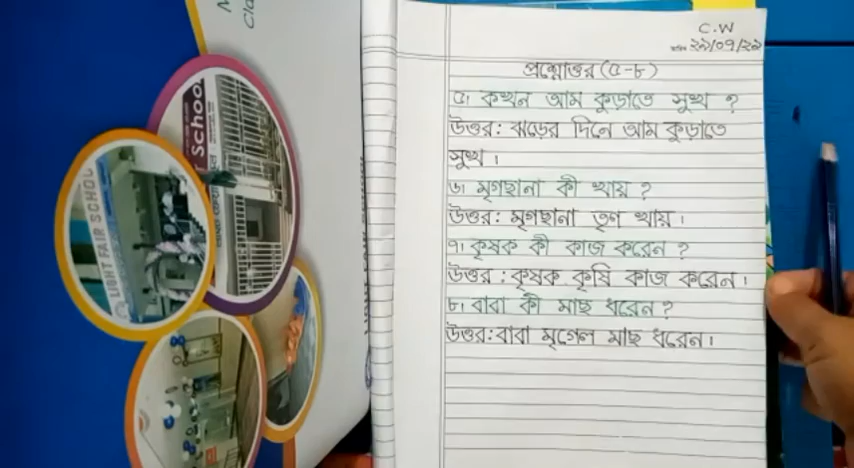 C.W
২৯/০৭/২১
প্রশ্নোত্তর (৫-৮)
৫। কখন আম কুড়াতে সুখ ?
উত্তর: ঝড়ের দিনে আম কুড়াতে
সুখ ।
৬। মৃগছানা কী খায় ?
উত্তর: মৃগছানা তৃণ খায় ।
৭। কৃষক কী কাজ করেন ?
উত্তর : কৃষক কৃষি কাজ করেন ।
৮। বাবা কী মাছ ধরেন ?
উত্তর: বাবা মৃগেল মাছ ধরেন ।
LIGHT FAIR SCHOOL
School